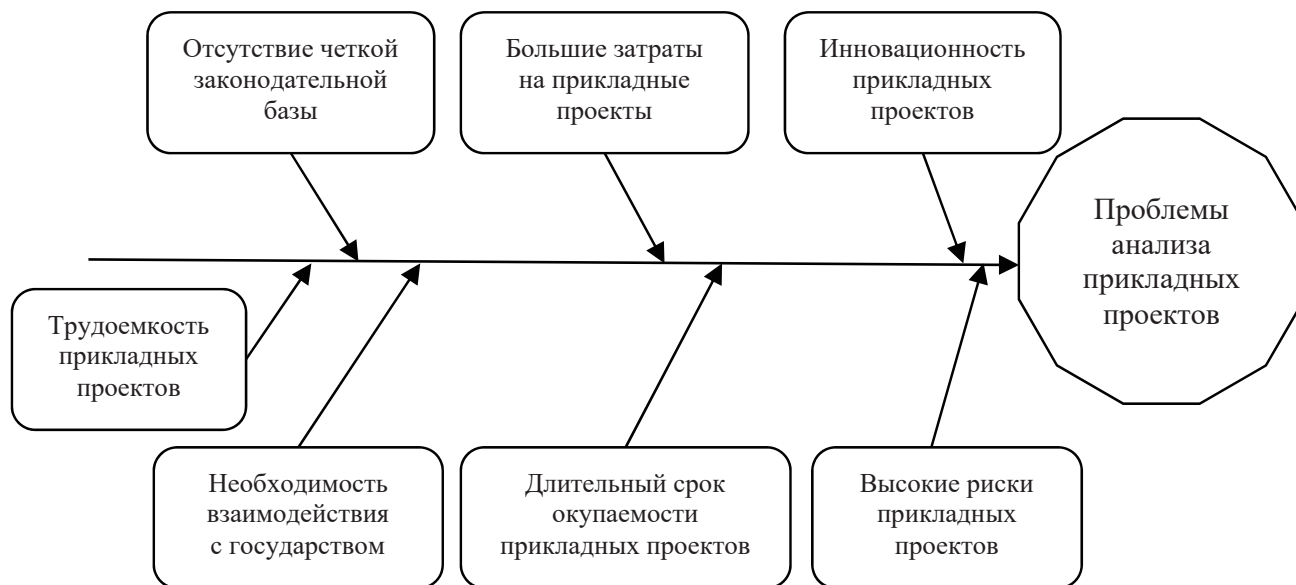 Отсутствие четкой
законодательной
базы
Большие затраты
на прикладные
проекты
Инновационность
прикладных
проектов
Проблемы
анализа
прикладных
проектов
Трудоемкость
прикладных
проектов
Необходимость
взаимодействия
с государством
Длительный срок
окупаемости
прикладных проектов
Высокие риски
прикладных
проектов